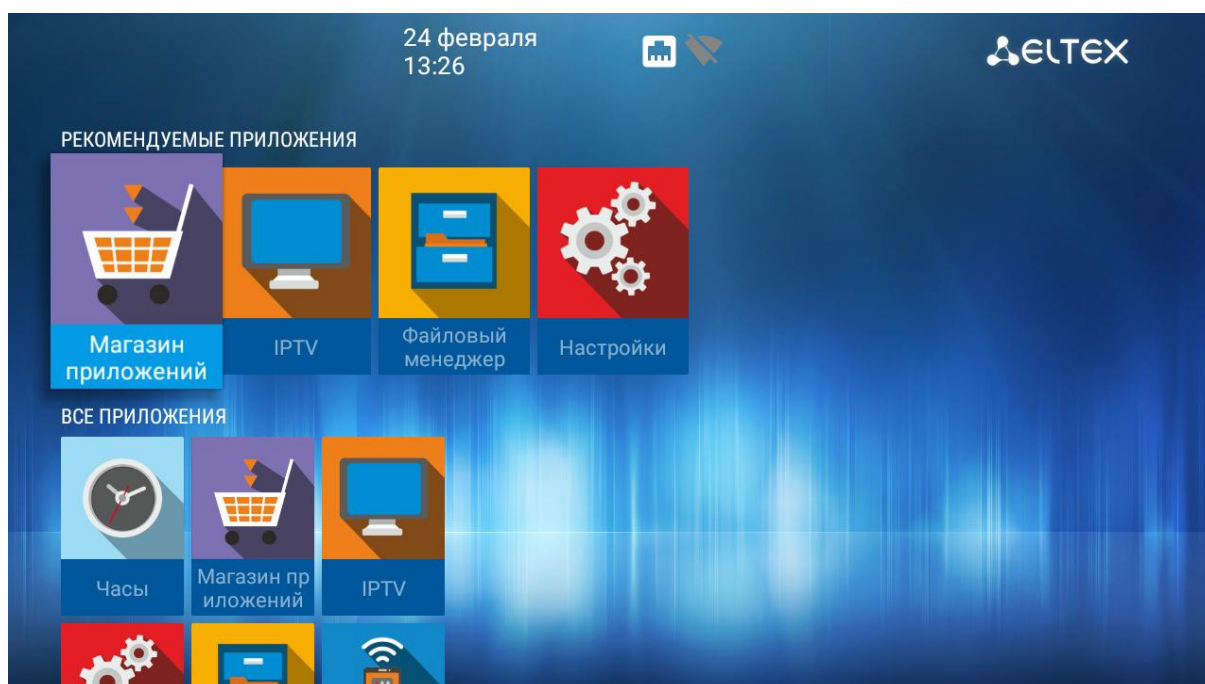 24 февраля
13:26
ELTEX
РЕКОМЕНДУЕМЫЕ ПРИЛОЖЕНИЯ
Магазин
приложений
IPTV
Файловый
менеджер
Настройки
ВСЕ ПРИЛОЖЕНИЯ
Часы
Магазин пр
иложений
IPTV